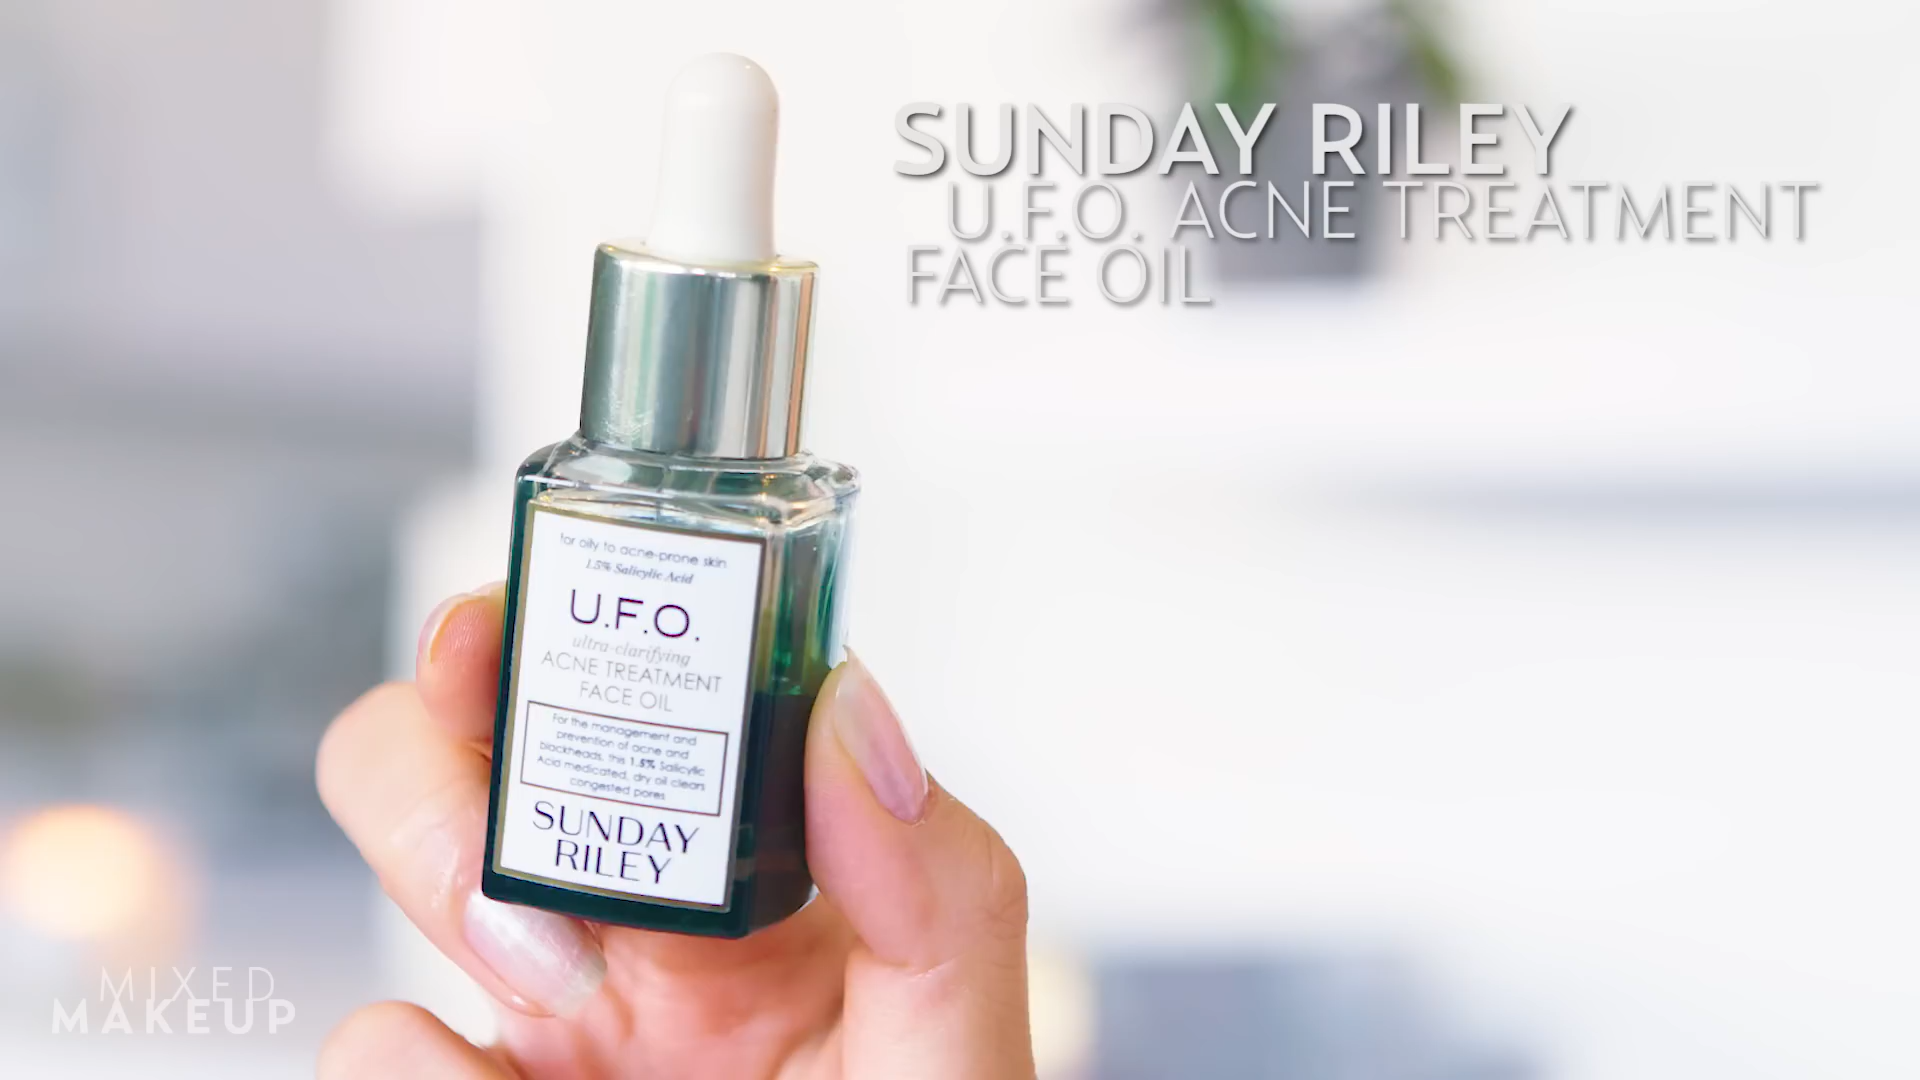 SUNDAY RILEY
U.F.O. ACNE TREATMENT
FACE OIL
for oily to acne-prone skin
1.5% Salicylic Acid
U.F.O.
ultra-clarifying
ACNE TREATMENT
FACE OIL
For the management and
prevention of acne and
blackheads, this 1.5% Salicylic
Acid medicated, dry oil clears
congested pores
SUNDAY
RILEY
MIXED
MAKEUP